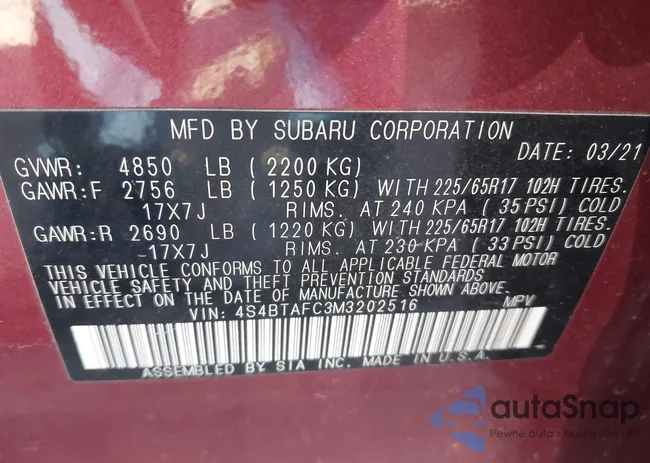 MFD BY SUBARU CORPORATION
DATE: 03/21
GVWR: 4850 LB (2200 KG)
GAWR:F 2756 LB (1250 KG) WITH 225/65R17 102H TIRES.
17X7J RIMS. AT 240 KPA (35 PSI) COLD
GAWR:R 2690 LB (1220 KG) WITH 225/65R17 102H TIRES.
17X7J RIMS. AT 230 KPA (33 PSI) COLD
THIS VEHICLE CONFORMS TO ALL APPLICABLE FEDERAL MOTOR
VEHICLE SAFETY AND THEFT PREVENTION STANDARDS
IN EFFECT ON THE DATE OF MANUFACTURE SHOWN ABOVE.
VIN: 4S4BTAFC3M3202516 MPV
ASSEMBLED BY SIA INC. MADE IN U.S.A.
autaSnap
Pewne auta z aukcji